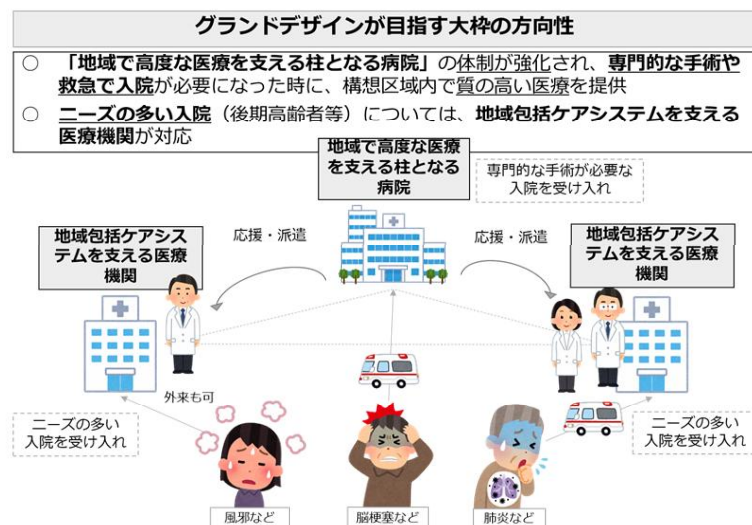 グランドデザインが目指す大枠の方向性
○ 「地域で高度な医療を支える柱となる病院」の体制が強化され、専門的な手術や
救急で入院が必要になった時に、構想区域内で質の高い医療を提供
○ ニーズの多い入院（後期高齢者等）については、地域包括ケアシステムを支える
医療機関が対応
地域で高度な医療
を支える柱となる
病院
専門的な手術が必要な
入院を受け入れ
地域包括ケアシス
テムを支える医療
機関
応援・派遣
応援・派遣
地域包括ケアシス
テムを支える医療
機関
外来も可
ニーズの多い
入院を受け入れ
ニーズの多い
入院を受け入れ
風邪など
脳梗塞など
肺炎など